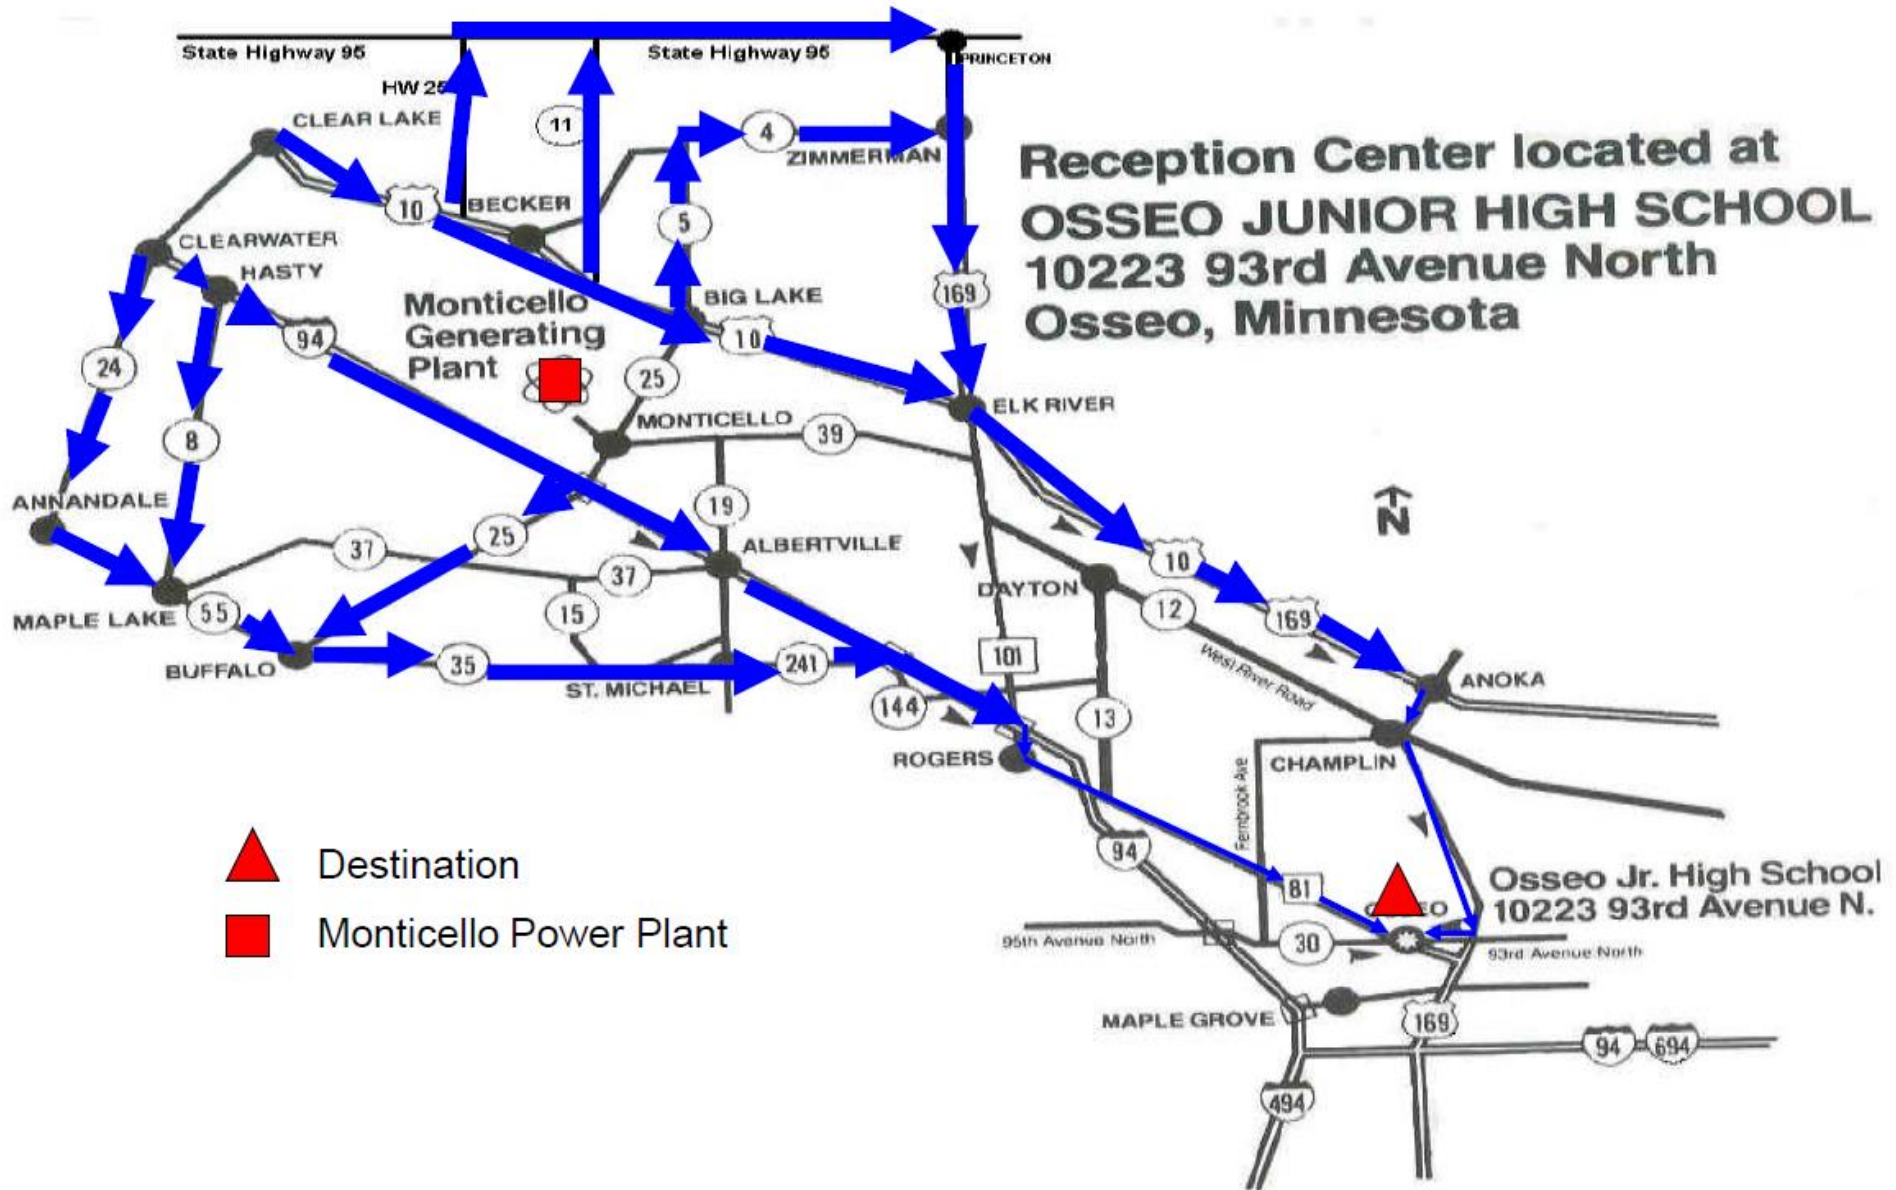 State Highway 95
State Highway 95
PRINCETON
HW 25
CLEAR LAKE
11
4
ZIMMERMAN
Reception Center located at
OSSEO JUNIOR HIGH SCHOOL
10223 93rd Avenue North
Osseo, Minnesota
10
BECKER
5
CLEARWATER
HASTY
169
Monticello
Generating
Plant
BIG LAKE
10
94
24
25
ELK RIVER
MONTICELLO
39
8
N
ANNANDALE
19
25
37
ALBERTVILLE
37
10
DAYTON
MAPLE LAKE
55
15
12
169
BUFFALO
35
ST. MICHAEL
241
101
West River Road
ANOKA
144
13
ROGERS
CHAMPLIN
Fernbrook Ave
94
Destination
Monticello Power Plant
81
Osseo Jr. High School
10223 93rd Avenue N.
95th Avenue North
30
93rd Avenue North
MAPLE GROVE
169
94
694
494